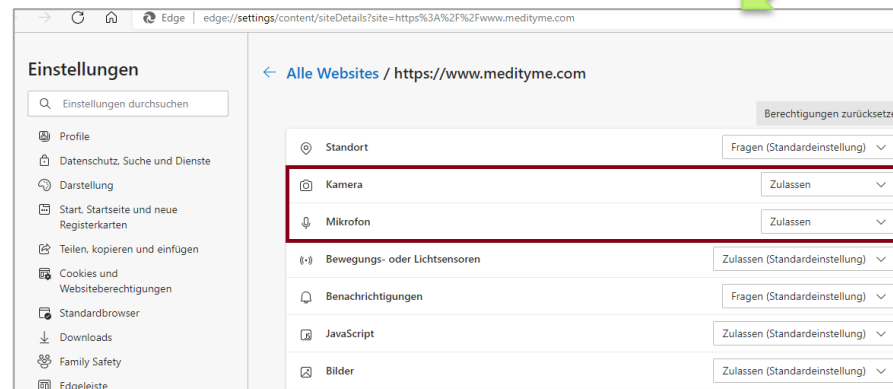 Edge | edge://settings/content/siteDetails?site=https%3A%2F%2Fwww.medityme.com
Einstellungen
Einstellungen durchsuchen
Profile
Datenschutz, Suche und Dienste
Darstellung
Start, Startseite und neue
Registerkarten
Teilen, kopieren und einfügen
Cookies und
Websiteberechtigungen
Standardbrowser
Downloads
Family Safety
Edgeleiste
Alle Websites / https://www.medityme.com
Berechtigungen zurücksetze
Standort
Fragen (Standardeinstellung)
Kamera
Zulassen
Mikrofon
Zulassen
Bewegungs- oder Lichtsensoren
Zulassen (Standardeinstellung)
Benachrichtigungen
Fragen (Standardeinstellung)
JavaScript
Zulassen (Standardeinstellung)
Bilder
Zulassen (Standardeinstellung)